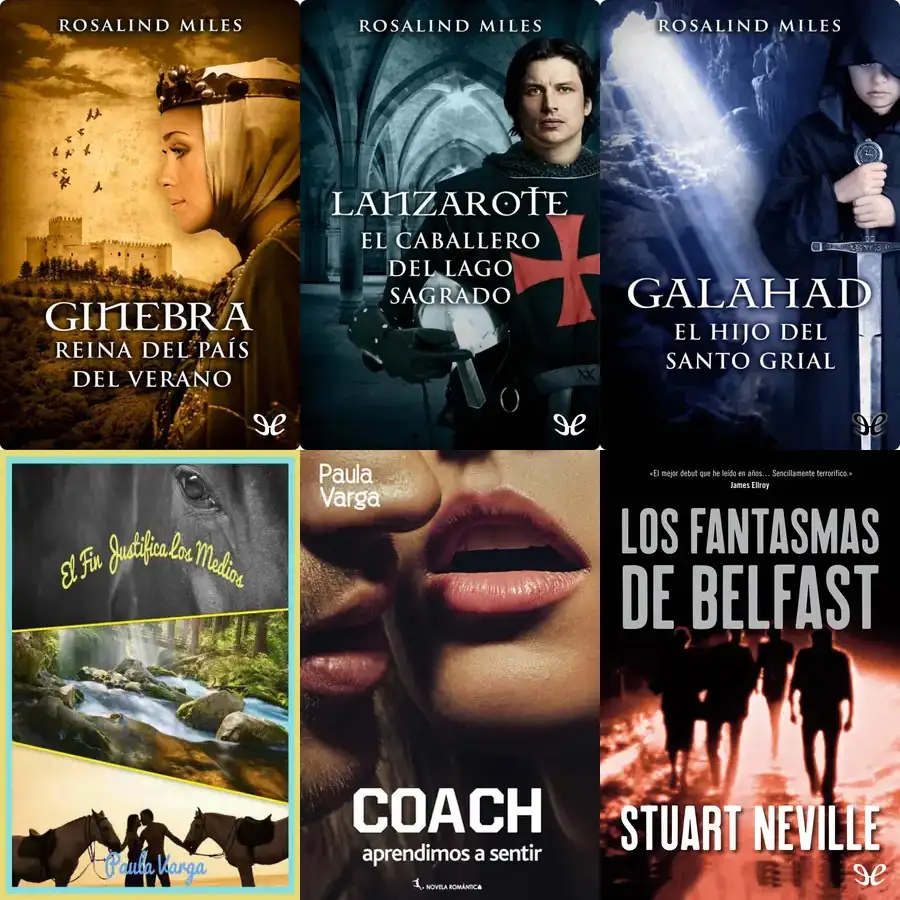 ROSALIND MILES
GINEBRA
REINA DEL PAÍS
DEL VERANO
ROSALIND MILES
LANZAROTE
EL CABALLERO
DEL LAGO
SAGRADO
ROSALIND MILES
GALAHAD
EL HIJO DEL
SANTO GRIAL
El Fin Justifica Los Medios
Paula Varga
Paula
Varga
COACH
aprendimos a sentir
NOVELA ROMÁNTICA
«El mejor debut que he leído en años... Sencillamente terrorífico.»
James Ellroy
LOS FANTASMAS
DE BELFAST
STUART NEVILLE